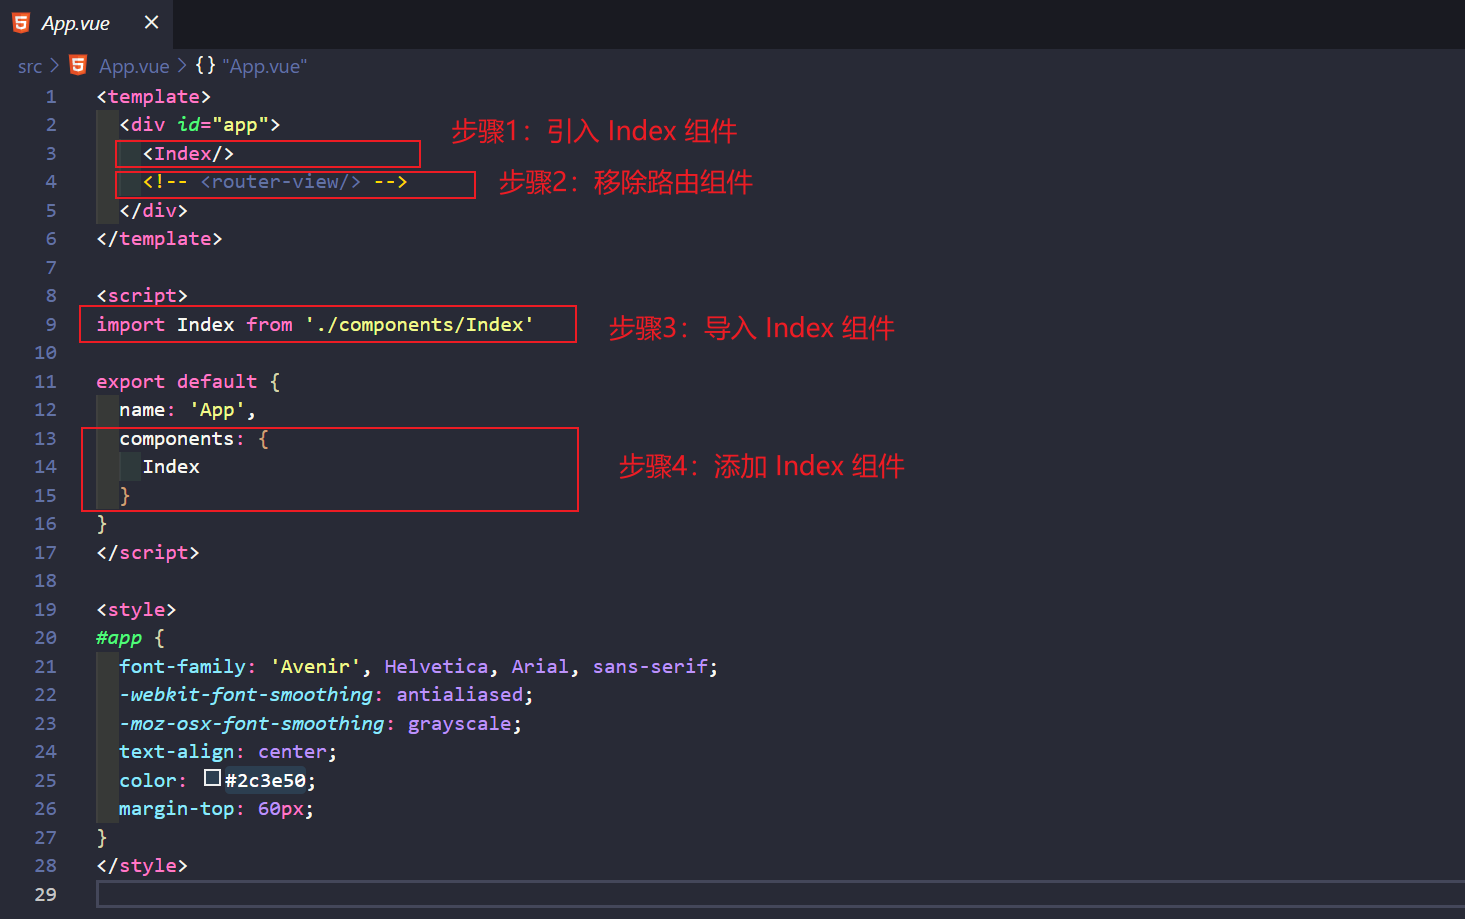 App.vue
src > App.vue > {} "App.vue"
1 <template>
2 <div id="app">
步骤1：引入 Index 组件
3 <Index/>
4 <!-- <router-view/> -->
步骤2：移除路由组件
5 </div>
6 </template>
7
8 <script>
9 import Index from './components/Index'
步骤3：导入 Index 组件
10
11 export default {
12 name: 'App',
13 components: {
14 Index
步骤4：添加 Index 组件
15 }
16 }
17 </script>
18
19 <style>
20 #app {
21 font-family: 'Avenir', Helvetica, Arial, sans-serif;
22 -webkit-font-smoothing: antialiased;
23 -moz-osx-font-smoothing: grayscale;
24 text-align: center;
25 color: #2c3e50;
26 margin-top: 60px;
27 }
28 </style>
29